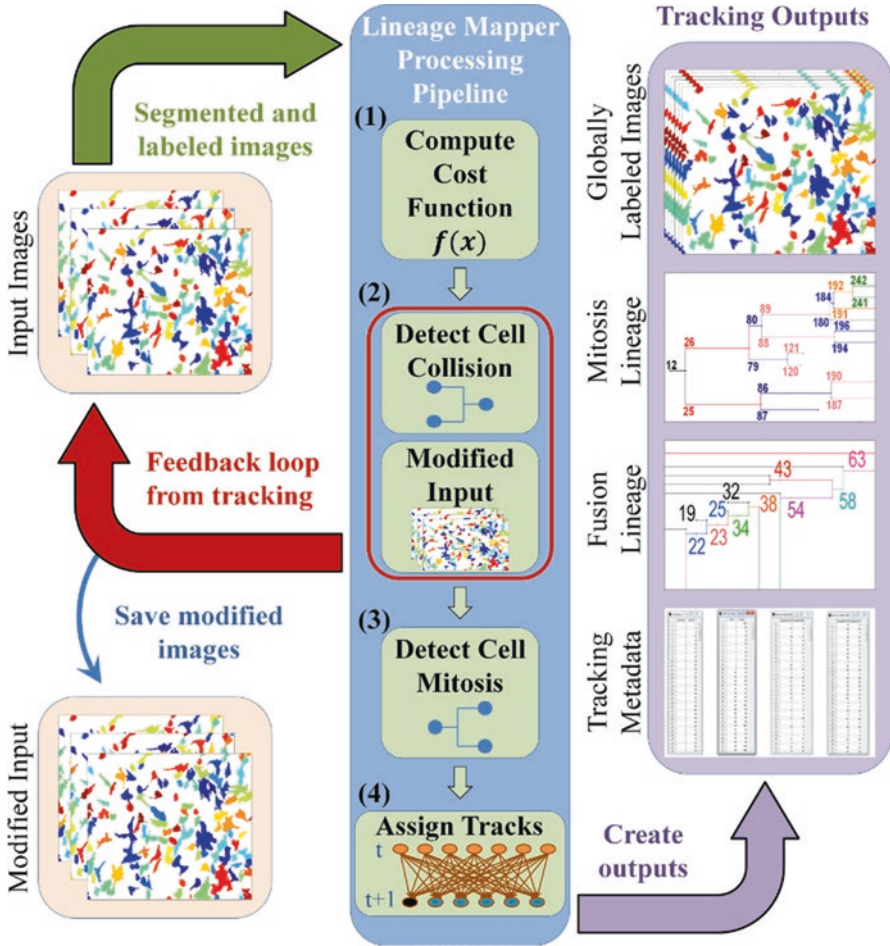 Segmented and
labeled images
Input Images
Feedback loop
from tracking
Save modified
images
Modified Input
Lineage Mapper
Processing
Pipeline
(1)
Compute
Cost
Function
f(x)
(2)
Detect Cell
Collision
Modified
Input
(3)
Detect Cell
Mitosis
(4)
Assign Tracks
t
t+1
Create
outputs
Tracking Outputs
Globally
Labeled Images
Mitosis
Lineage
12
26
25
80
79
89
88
86
87
121
120
184
180
192
191
196
194
190
187
242
241
Fusion
Lineage
19
22
25
23
32
34
43
38
54
63
58
Tracking
Metadata